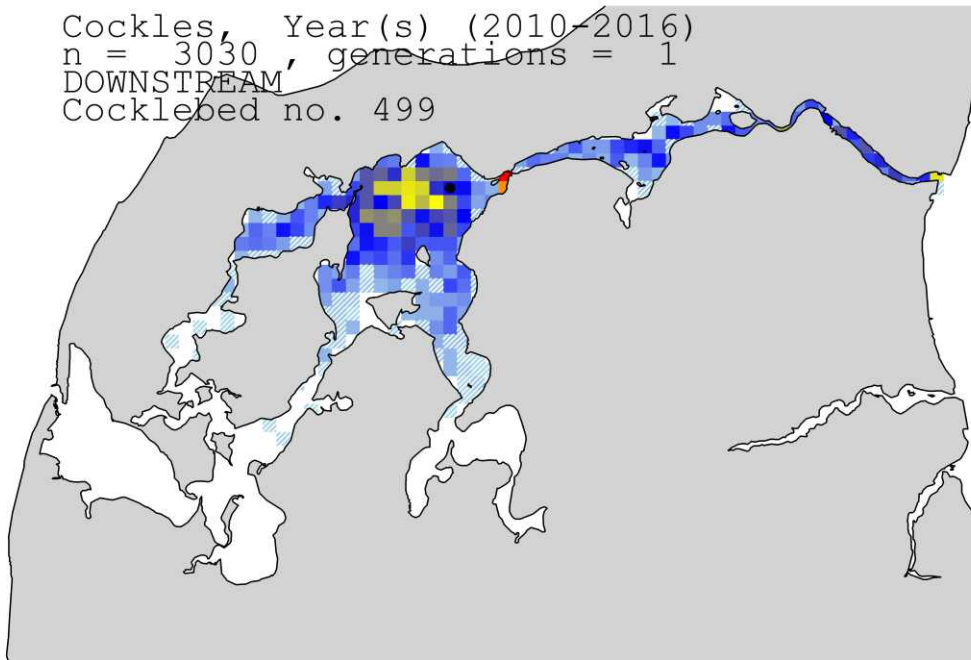 Cockles, Year(s) (2010-2016)
n = 3030 , generations = 1
DOWNSTREAM
Cocklebed no. 499